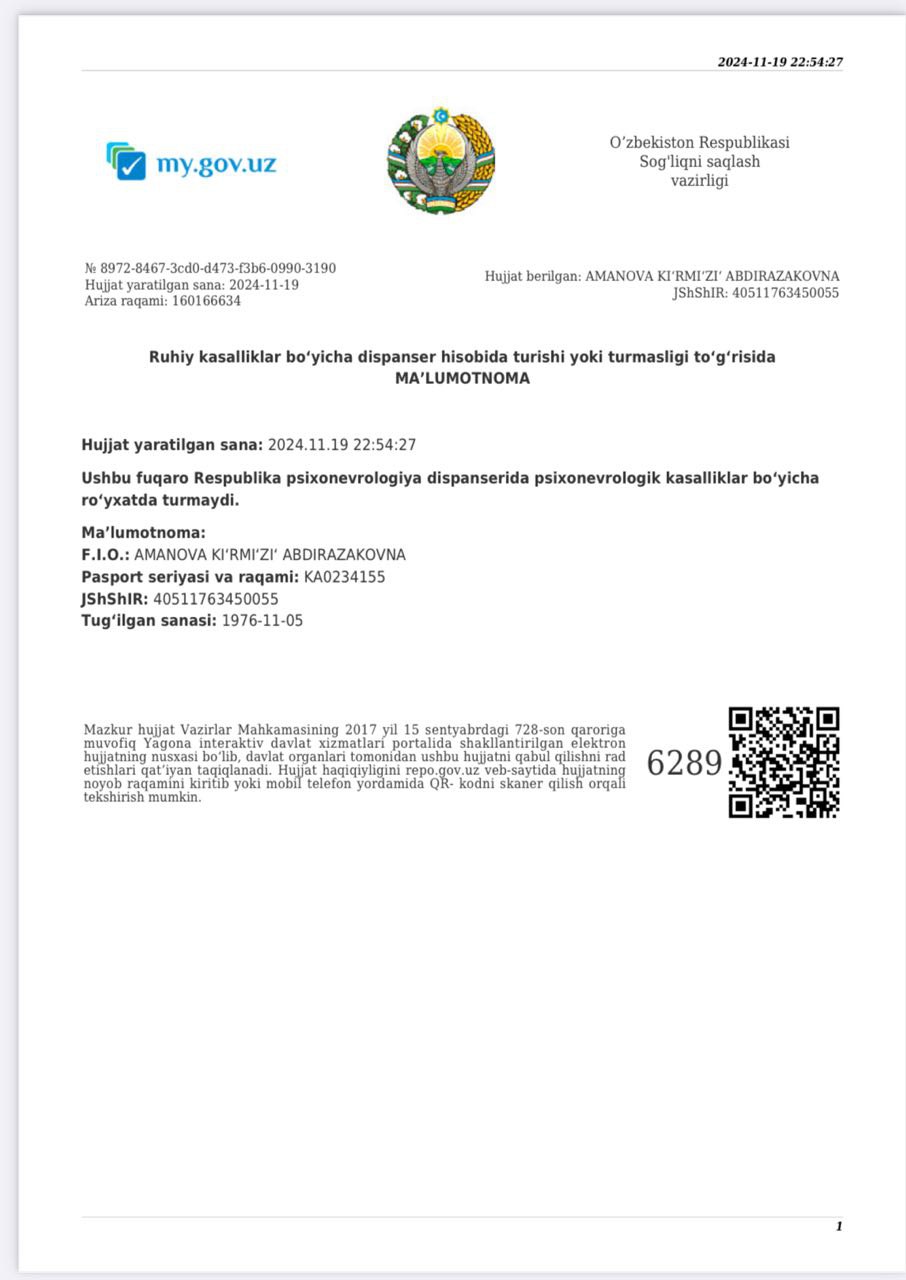 2024-11-19 22:54:27
my.gov.uz
O’zbekiston Respublikasi
Sog'liqni saqlash
vazirligi
№ 8972-8467-3cd0-d473-f3b6-0990-3190
Hujjat yaratilgan sana: 2024-11-19
Ariza raqami: 160166634
Hujjat berilgan: AMANOVA KI‘RMI‘ZI‘ ABDIRAZAKOVNA
JShShIR: 40511763450055
Ruhiy kasalliklar bo‘yicha dispanser hisobida turishi yoki turmasligi to‘g‘risida
MA’LUMOTNOMA
Hujjat yaratilgan sana: 2024.11.19 22:54:27
Ushbu fuqaro Respublika psixonevrologiya dispanserida psixonevrologik kasalliklar bo‘yicha
ro‘yxatda turmaydi.
Ma’lumotnoma:
F.I.O.: AMANOVA KI‘RMI‘ZI‘ ABDIRAZAKOVNA
Pasport seriyasi va raqami: KA0234155
JShShIR: 40511763450055
Tug‘ilgan sanasi: 1976-11-05
Mazkur hujjat Vazirlar Mahkamasining 2017 yil 15 sentyabrdagi 728-son qaroriga
muvofiq Yagona interaktiv davlat xizmatlari portalida shakllantirilgan elektron
hujjatning nusxasi bo‘lib, davlat organlari tomonidan ushbu hujjatni qabul qilishni rad
etishlari qat’iyan taqiqlanadi. Hujjat haqiqiyligini repo.gov.uz veb-saytida hujjatning
noyob raqamini kiritib yoki mobil telefon yordamida QR- kodni skaner qilish orqali
tekshirish mumkin.
6289
1